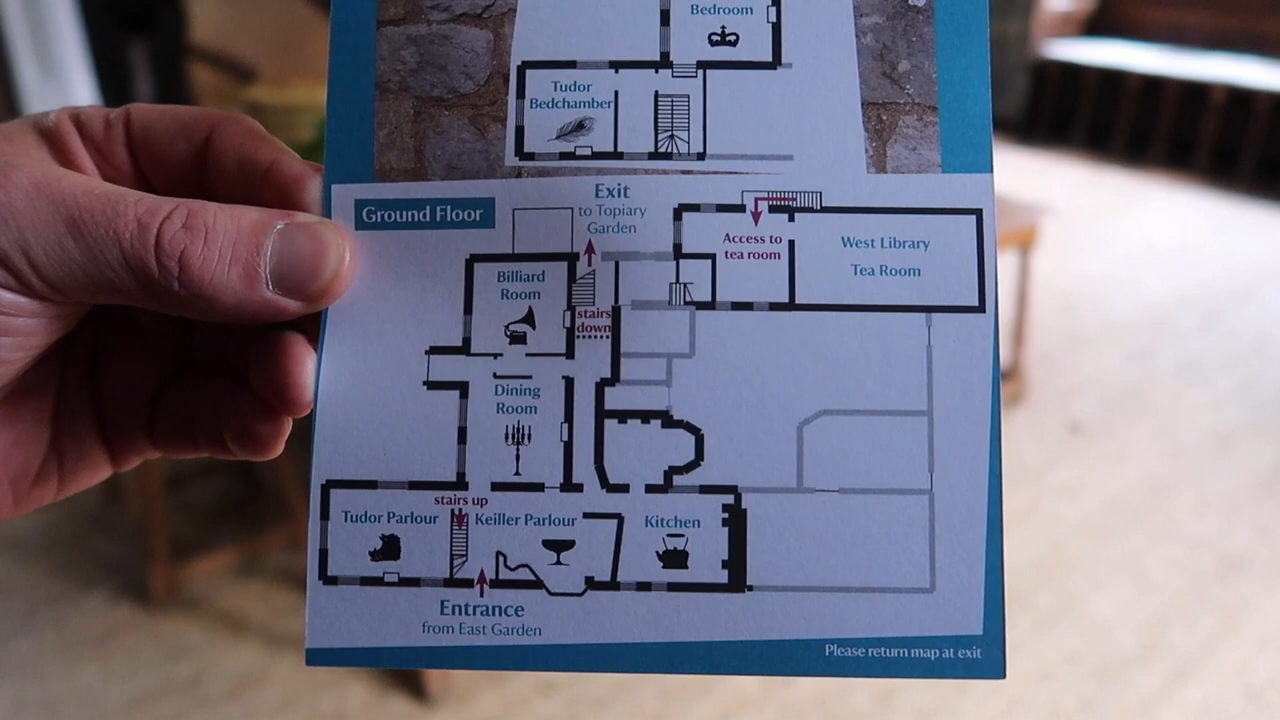 Bedroom
Tudor
Bedchamber
Ground Floor
Exit
to Topiary
Garden
Access to
tea room
West Library
Tea Room
Billiard
Room
stairs
down
Dining
Room
stairs up
Tudor Parlour
Keiller Parlour
Kitchen
Entrance
from East Garden
Please return map at exit